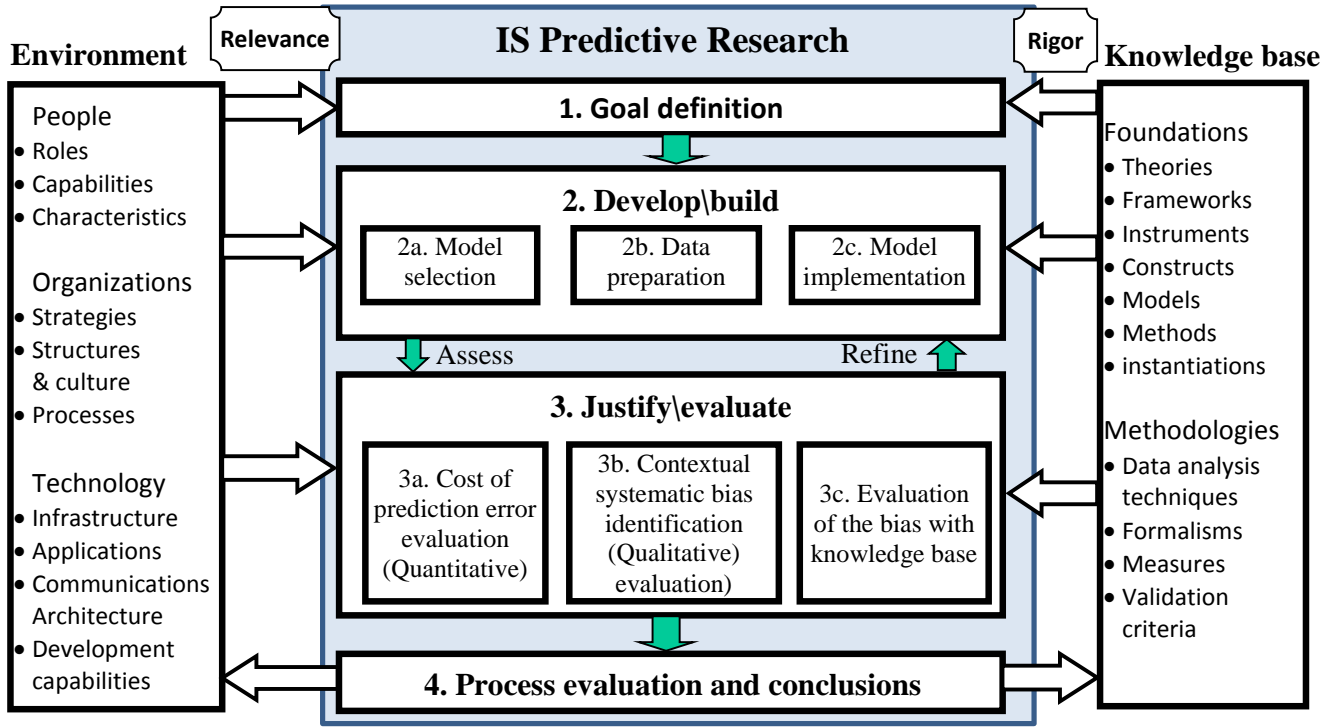 Relevance
IS Predictive Research
Rigor
Environment
Knowledge base
People
• Roles
• Capabilities
• Characteristics
Organizations
• Strategies
• Structures
& culture
• Processes
Technology
• Infrastructure
• Applications
• Communications
Architecture
• Development
capabilities
1. Goal definition
2. Develop\build
2a. Model
selection
2b. Data
preparation
2c. Model
implementation
Assess
Refine
3. Justify\evaluate
3a. Cost of
prediction error
evaluation
(Quantitative)
3b. Contextual
systematic bias
identification
(Qualitative)
evaluation)
3c. Evaluation
of the bias with
knowledge base
4. Process evaluation and conclusions
Foundations
• Theories
• Frameworks
• Instruments
• Constructs
• Models
• Methods
• instantiations
Methodologies
• Data analysis
techniques
• Formalisms
• Measures
• Validation
criteria